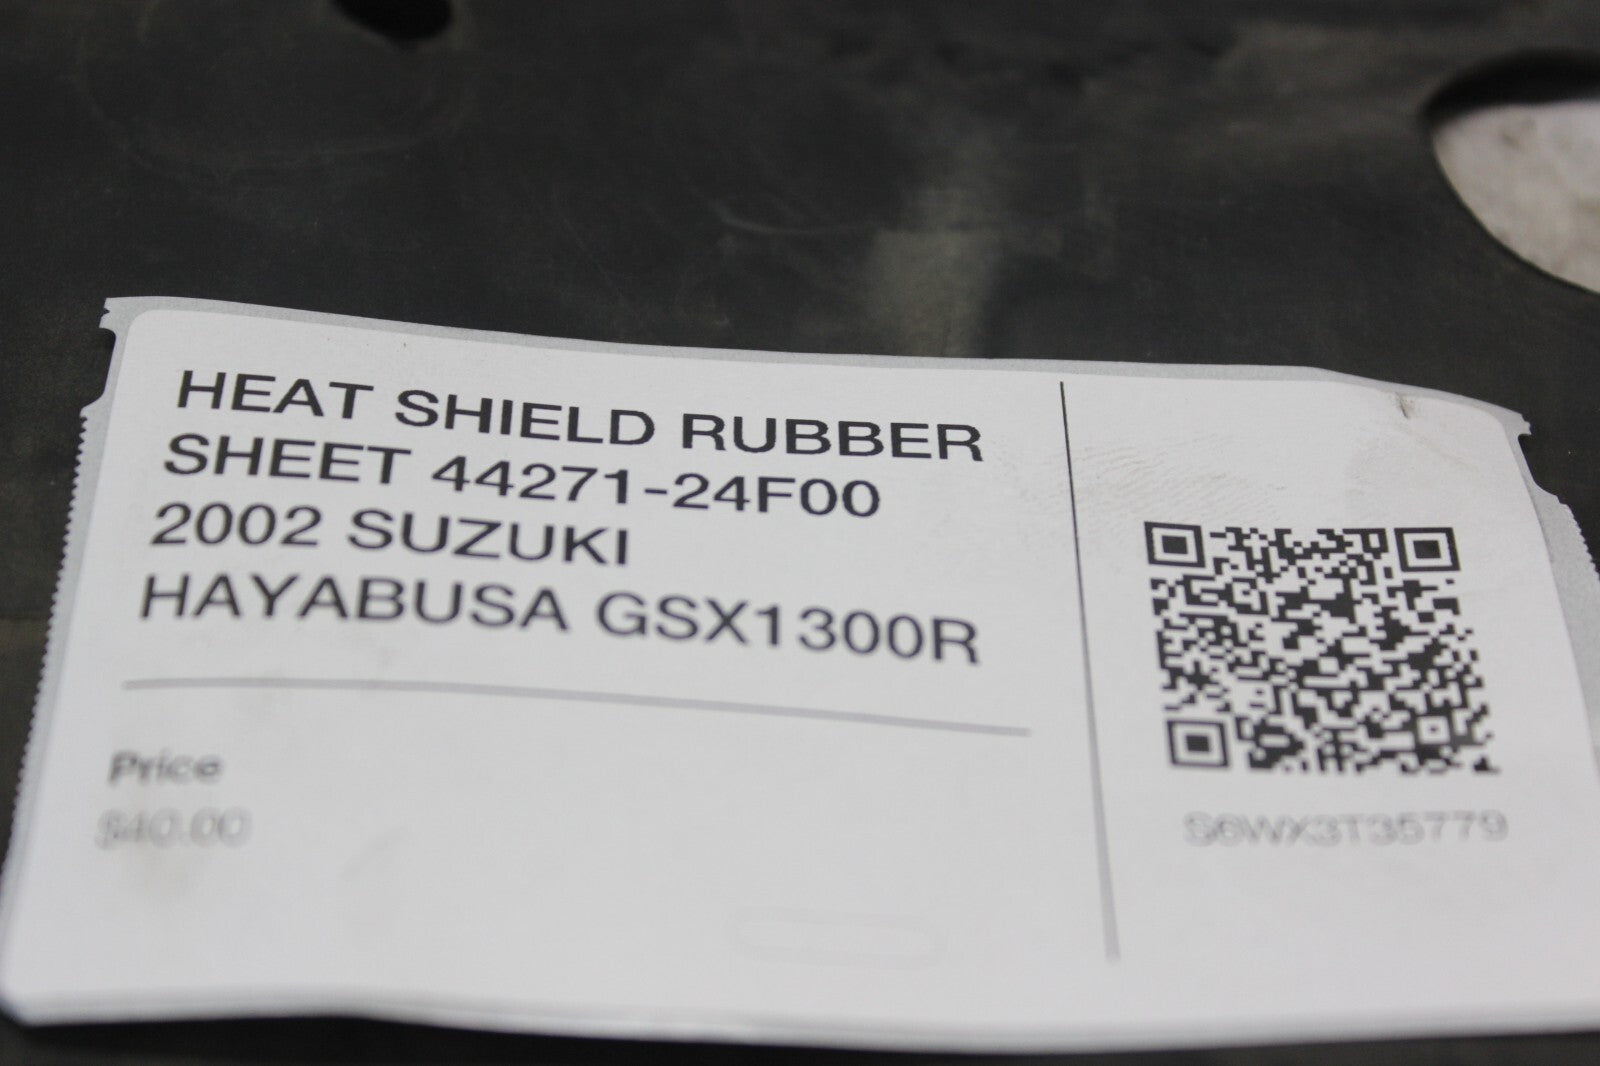 HEAT SHIELD RUBBER
SHEET 44271-24F00
2002 SUZUKI
HAYABUSA GSX1300R
Price
$40.00
S6WX3T35779